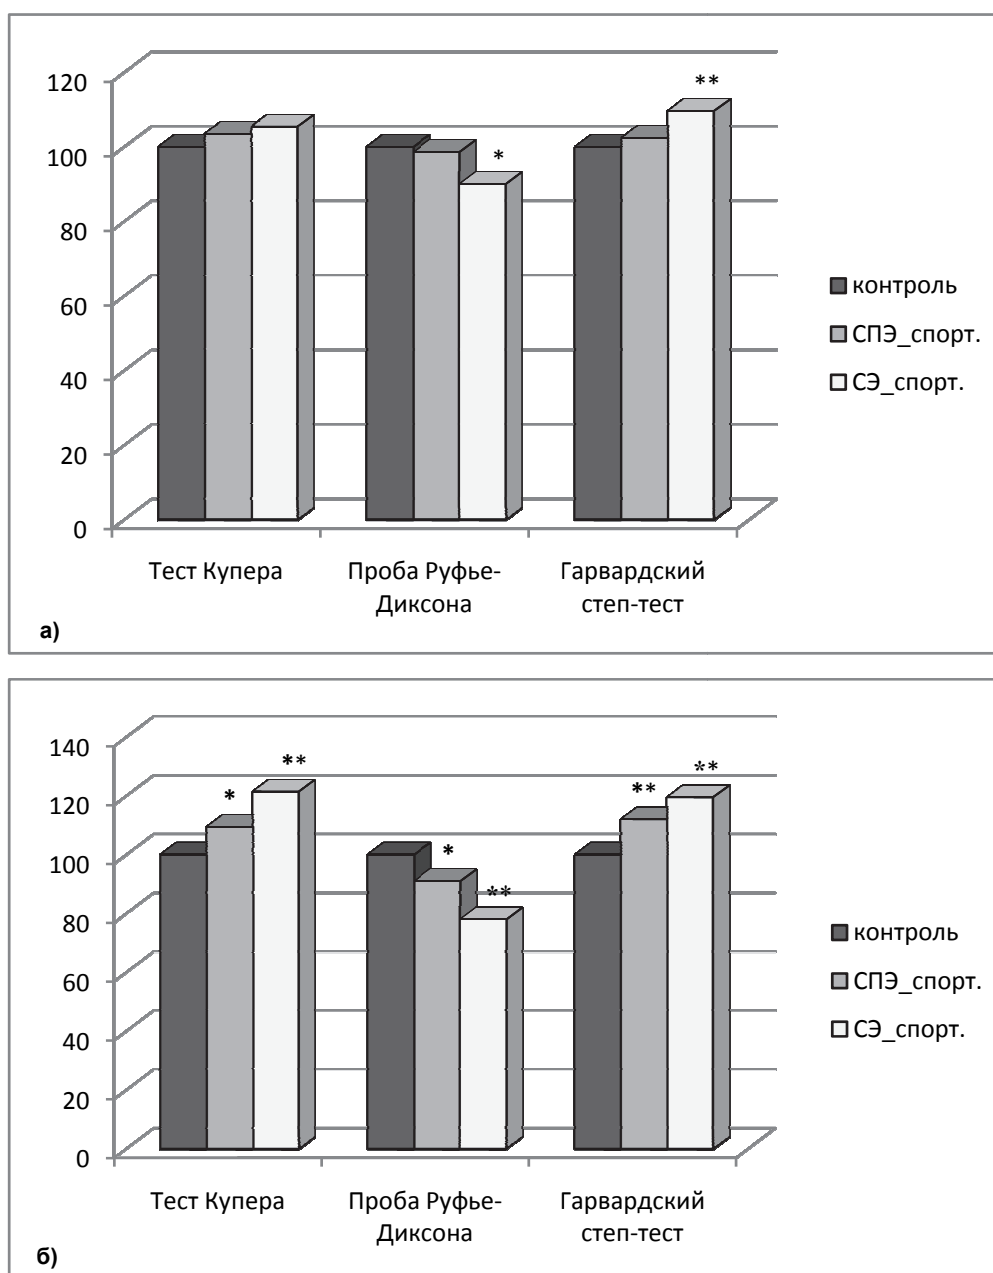 120
100
80
60
40
20
0
**
*
Тест Купера
Проба Руфье-
Диксона
Гарвардский
степ-тест
контроль
СПЭ_спорт.
СЭ_спорт.
а)
140
120
100
80
60
40
20
0
*
**
*
**
**
**
Тест Купера
Проба Руфье-
Диксона
Гарвардский
степ-тест
контроль
СПЭ_спорт.
СЭ_спорт.
б)